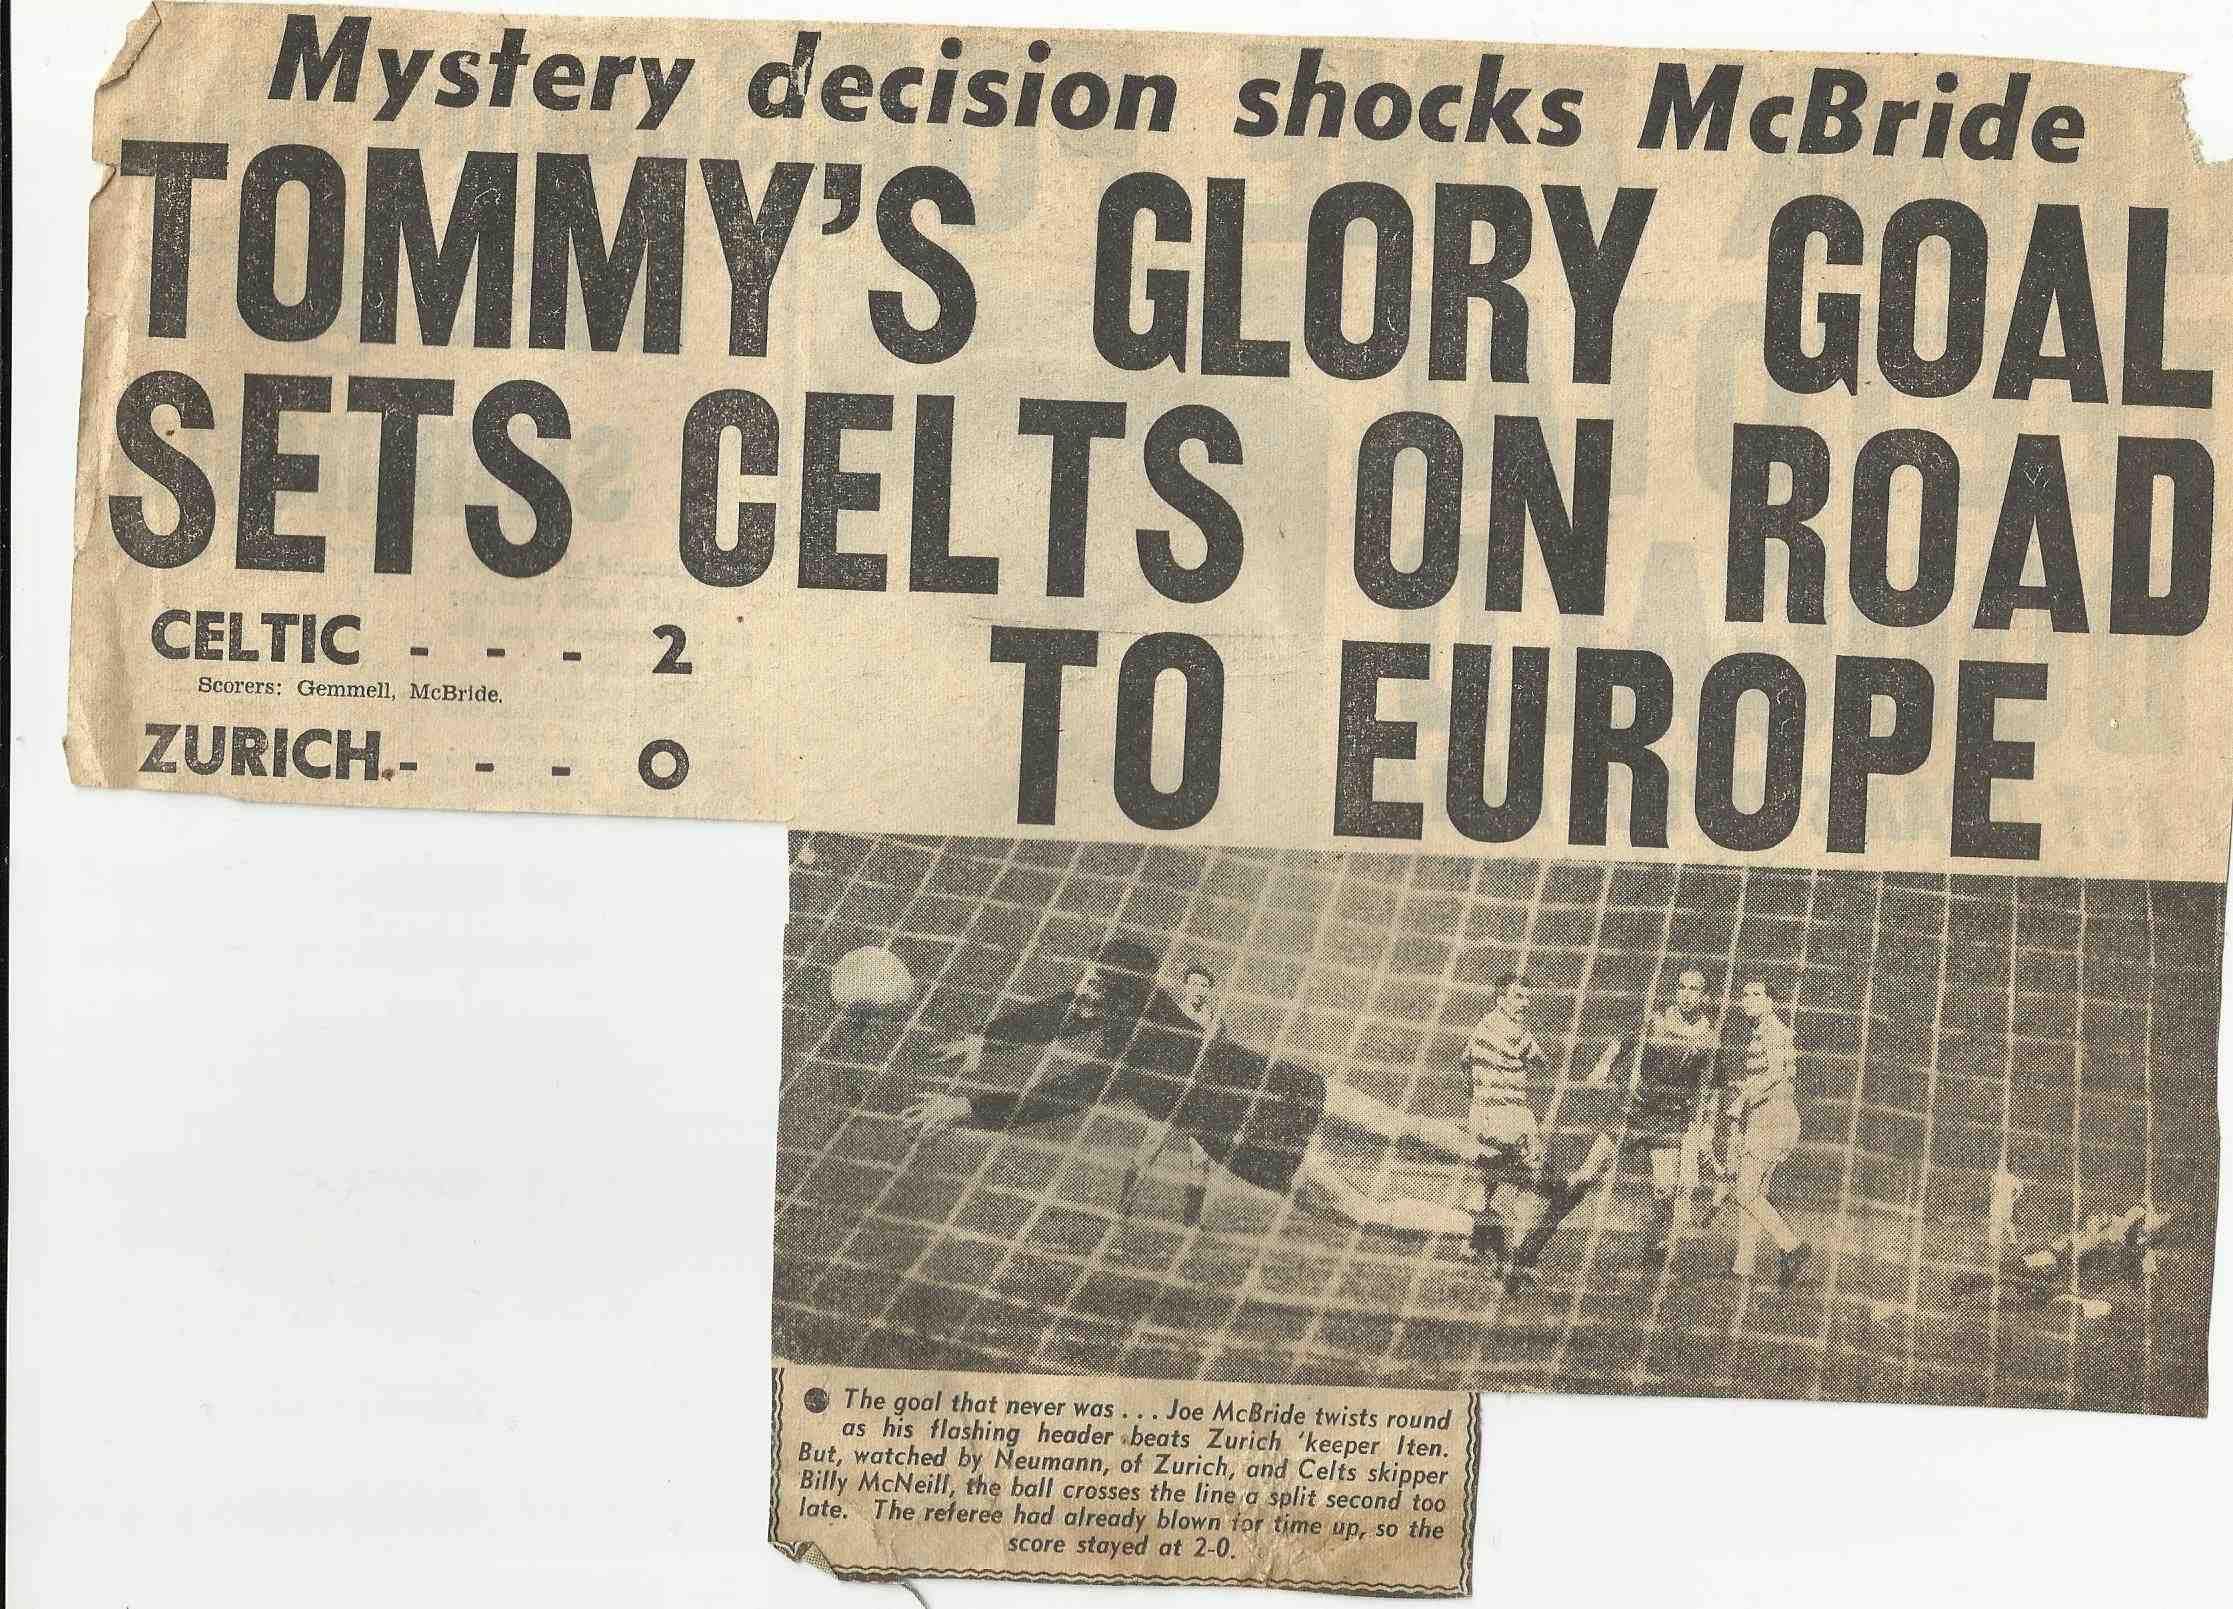 Mystery decision shocks McBride
TOMMY'S GLORY GOAL
SETS CELTS ON ROAD
TO EUROPE
CELTIC - - - 2
Scorers: Gemmell, McBride.
ZURICH - - - 0
● The goal that never was . . . Joe McBride twists round
as his flashing header beats Zurich 'keeper Iten.
But, watched by Neumann, of Zurich, and Celts skipper
Billy McNeill, the ball crosses the line a split second too
late. The referee had already blown for time up, so the
score stayed at 2-0.